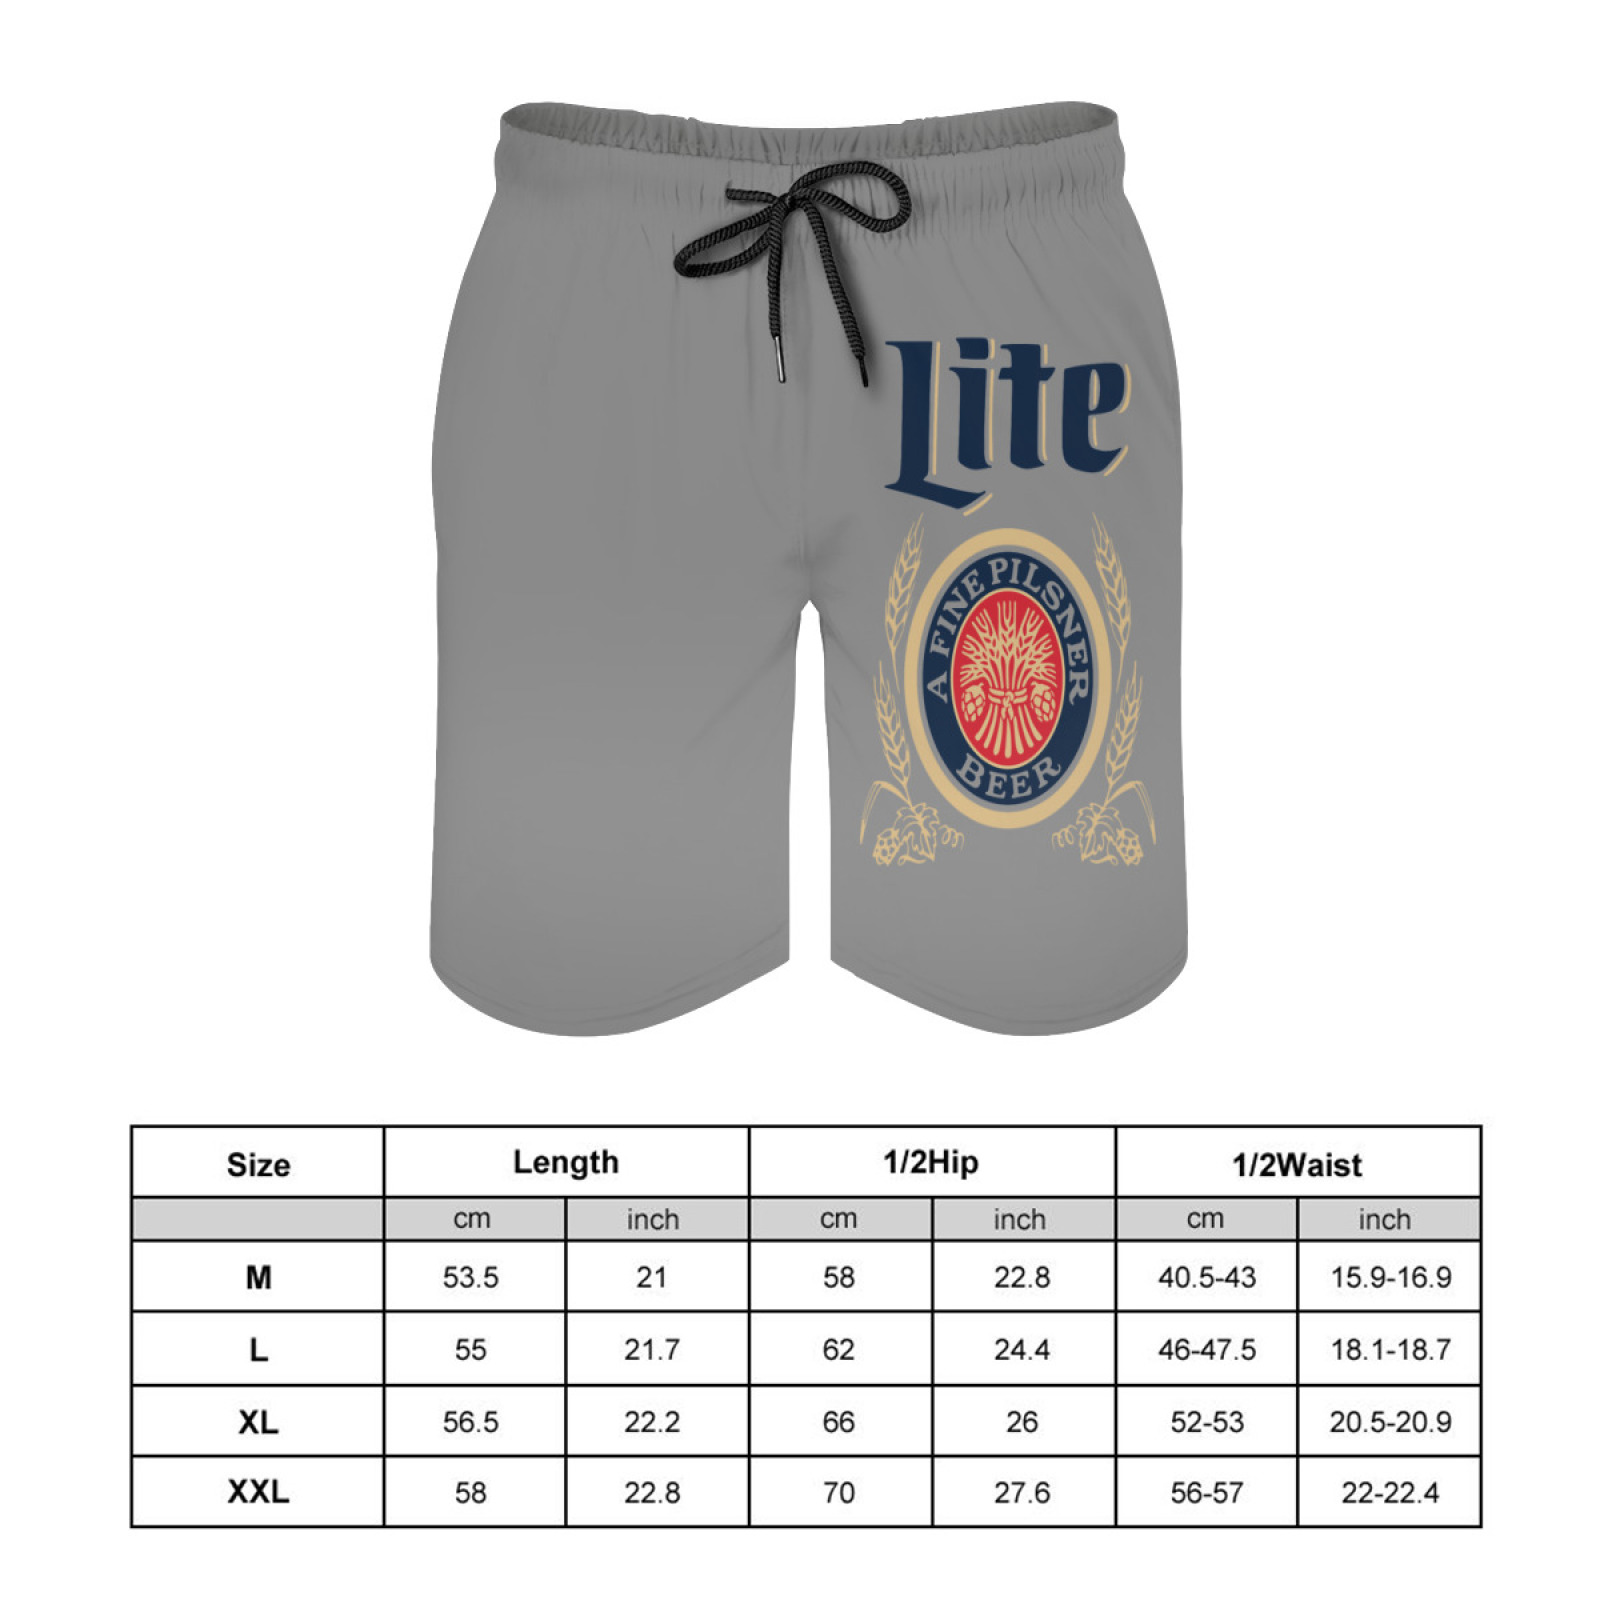 Lite
A FINE PILSNER
BEER
Size Length 1/2Hip 1/2Waist
cm inch cm inch cm inch
M 53.5 21 58 22.8 40.5-43 15.9-16.9
L 55 21.7 62 24.4 46-47.5 18.1-18.7
XL 56.5 22.2 66 26 52-53 20.5-20.9
XXL 58 22.8 70 27.6 56-57 22-22.4